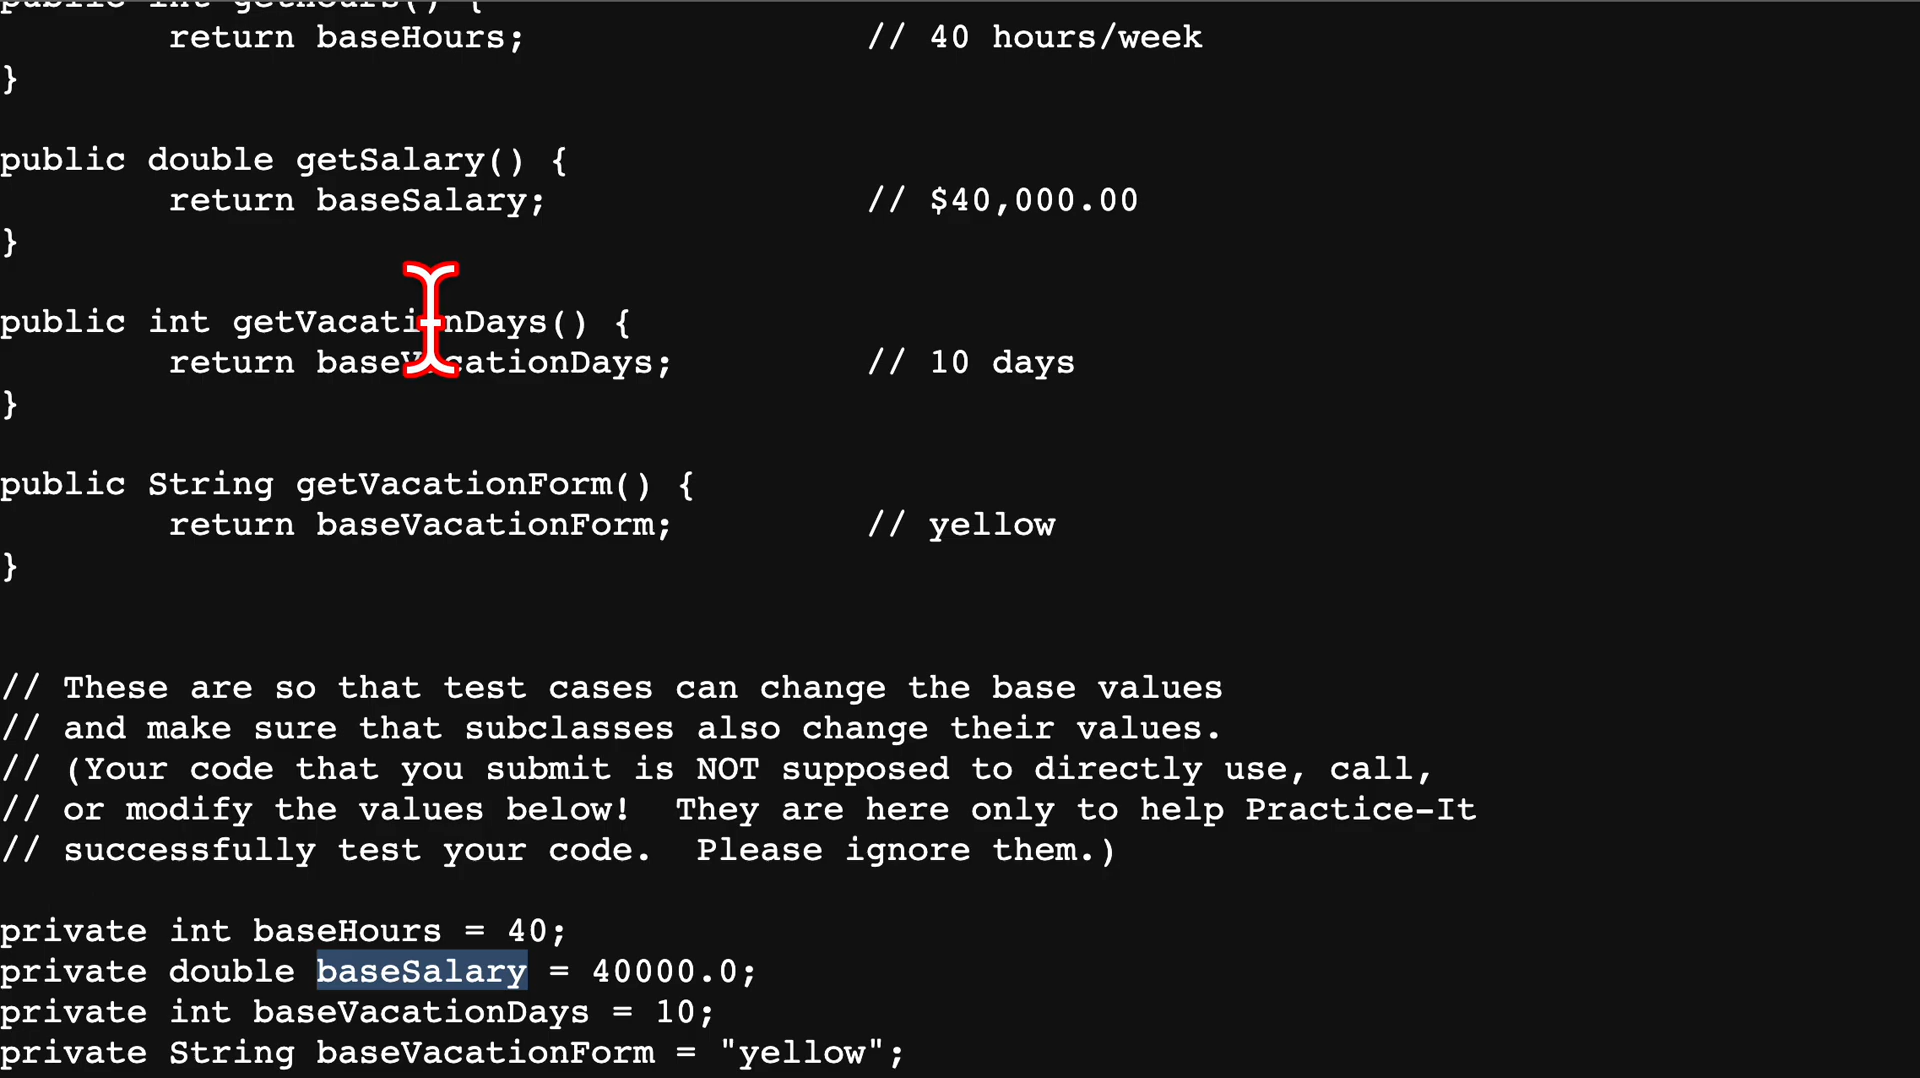 public int getHours() {
return baseHours; // 40 hours/week
}
public double getSalary() {
return baseSalary; // $40,000.00
}
public int getVacationDays() {
return baseVacationDays; // 10 days
}
public String getVacationForm() {
return baseVacationForm; // yellow
}
// These are so that test cases can change the base values
// and make sure that subclasses also change their values.
// (Your code that you submit is NOT supposed to directly use, call,
// or modify the values below! They are here only to help Practice-It
// successfully test your code. Please ignore them.)
private int baseHours = 40;
private double baseSalary = 40000.0;
private int baseVacationDays = 10;
private String baseVacationForm = "yellow";